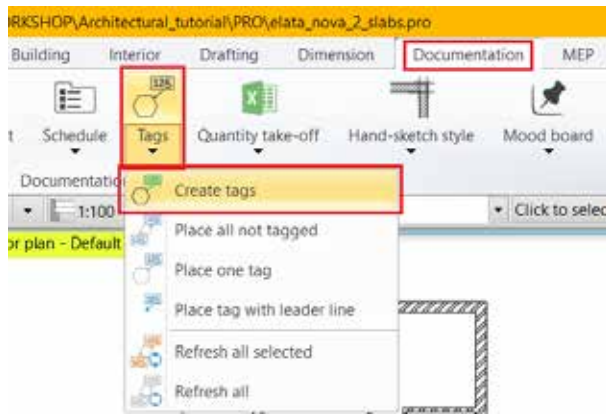 RKSHOP\Architectural_tutorial\PRO\elata_nova_2_slabs.pro
Building Interior Drafting Dimension Documentation MEP
Schedule Tags Quantity take-off Hand-sketch style Mood board
Create tags
1:100 Click to selec
or plan - Default
Place all not tagged
Place one tag
Place tag with leader line
Refresh all selected
Refresh all